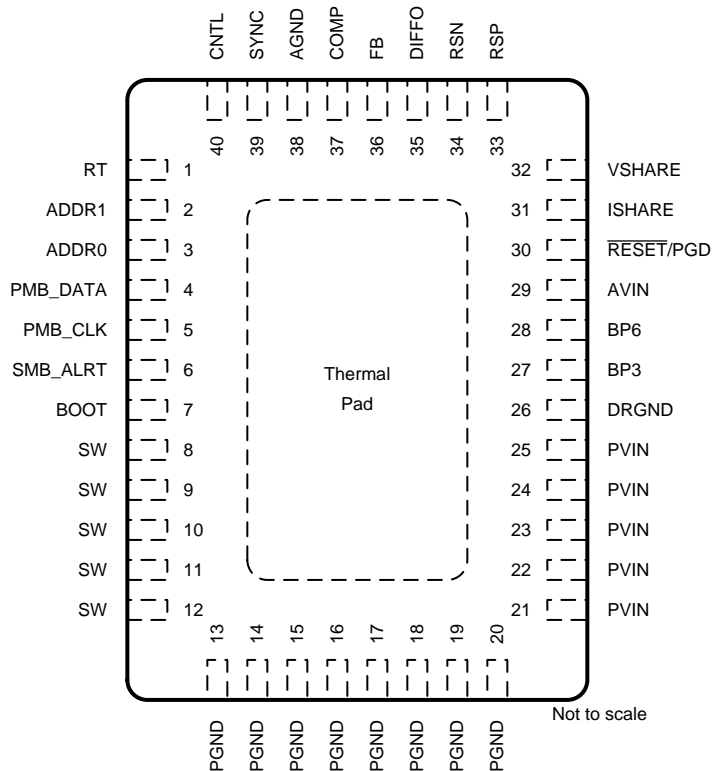 CNTL
SYNC
AGND
COMP
FB
DIFFO
RSN
RSP
40
39
38
37
36
35
34
33
RT 1
ADDR1 2
ADDR0 3
PMB_DATA 4
PMB_CLK 5
SMB_ALRT 6
BOOT 7
SW 8
SW 9
SW 10
SW 11
SW 12
Thermal
Pad
32 VSHARE
31 ISHARE
30 RESET/PGD
29 AVIN
28 BP6
27 BP3
26 DRGND
25 PVIN
24 PVIN
23 PVIN
22 PVIN
21 PVIN
13
14
15
16
17
18
19
20
PGND
PGND
PGND
PGND
PGND
PGND
PGND
PGND
Not to scale